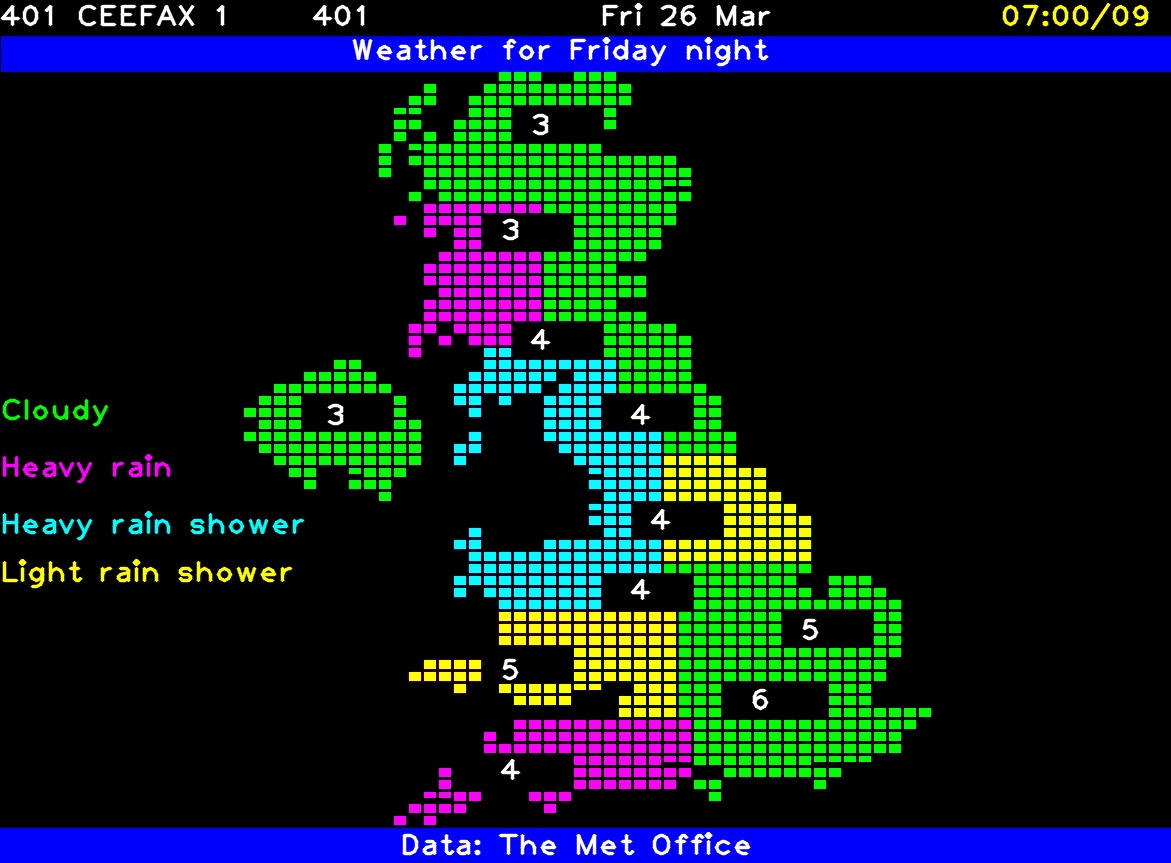 401 CEEFAX 1 401 Fri 26 Mar 07:00/09
Weather for Friday night
3
3
4
Cloudy 3 4
Heavy rain
Heavy rain shower 4
Light rain shower 4
5
5
6
4
Data: The Met Office